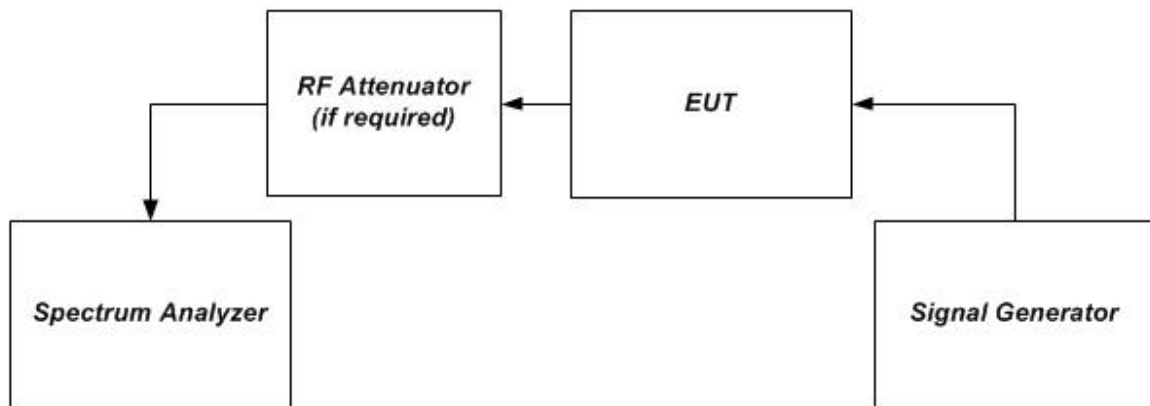 RF Attenuator
(if required)
EUT
Spectrum Analyzer
Signal Generator